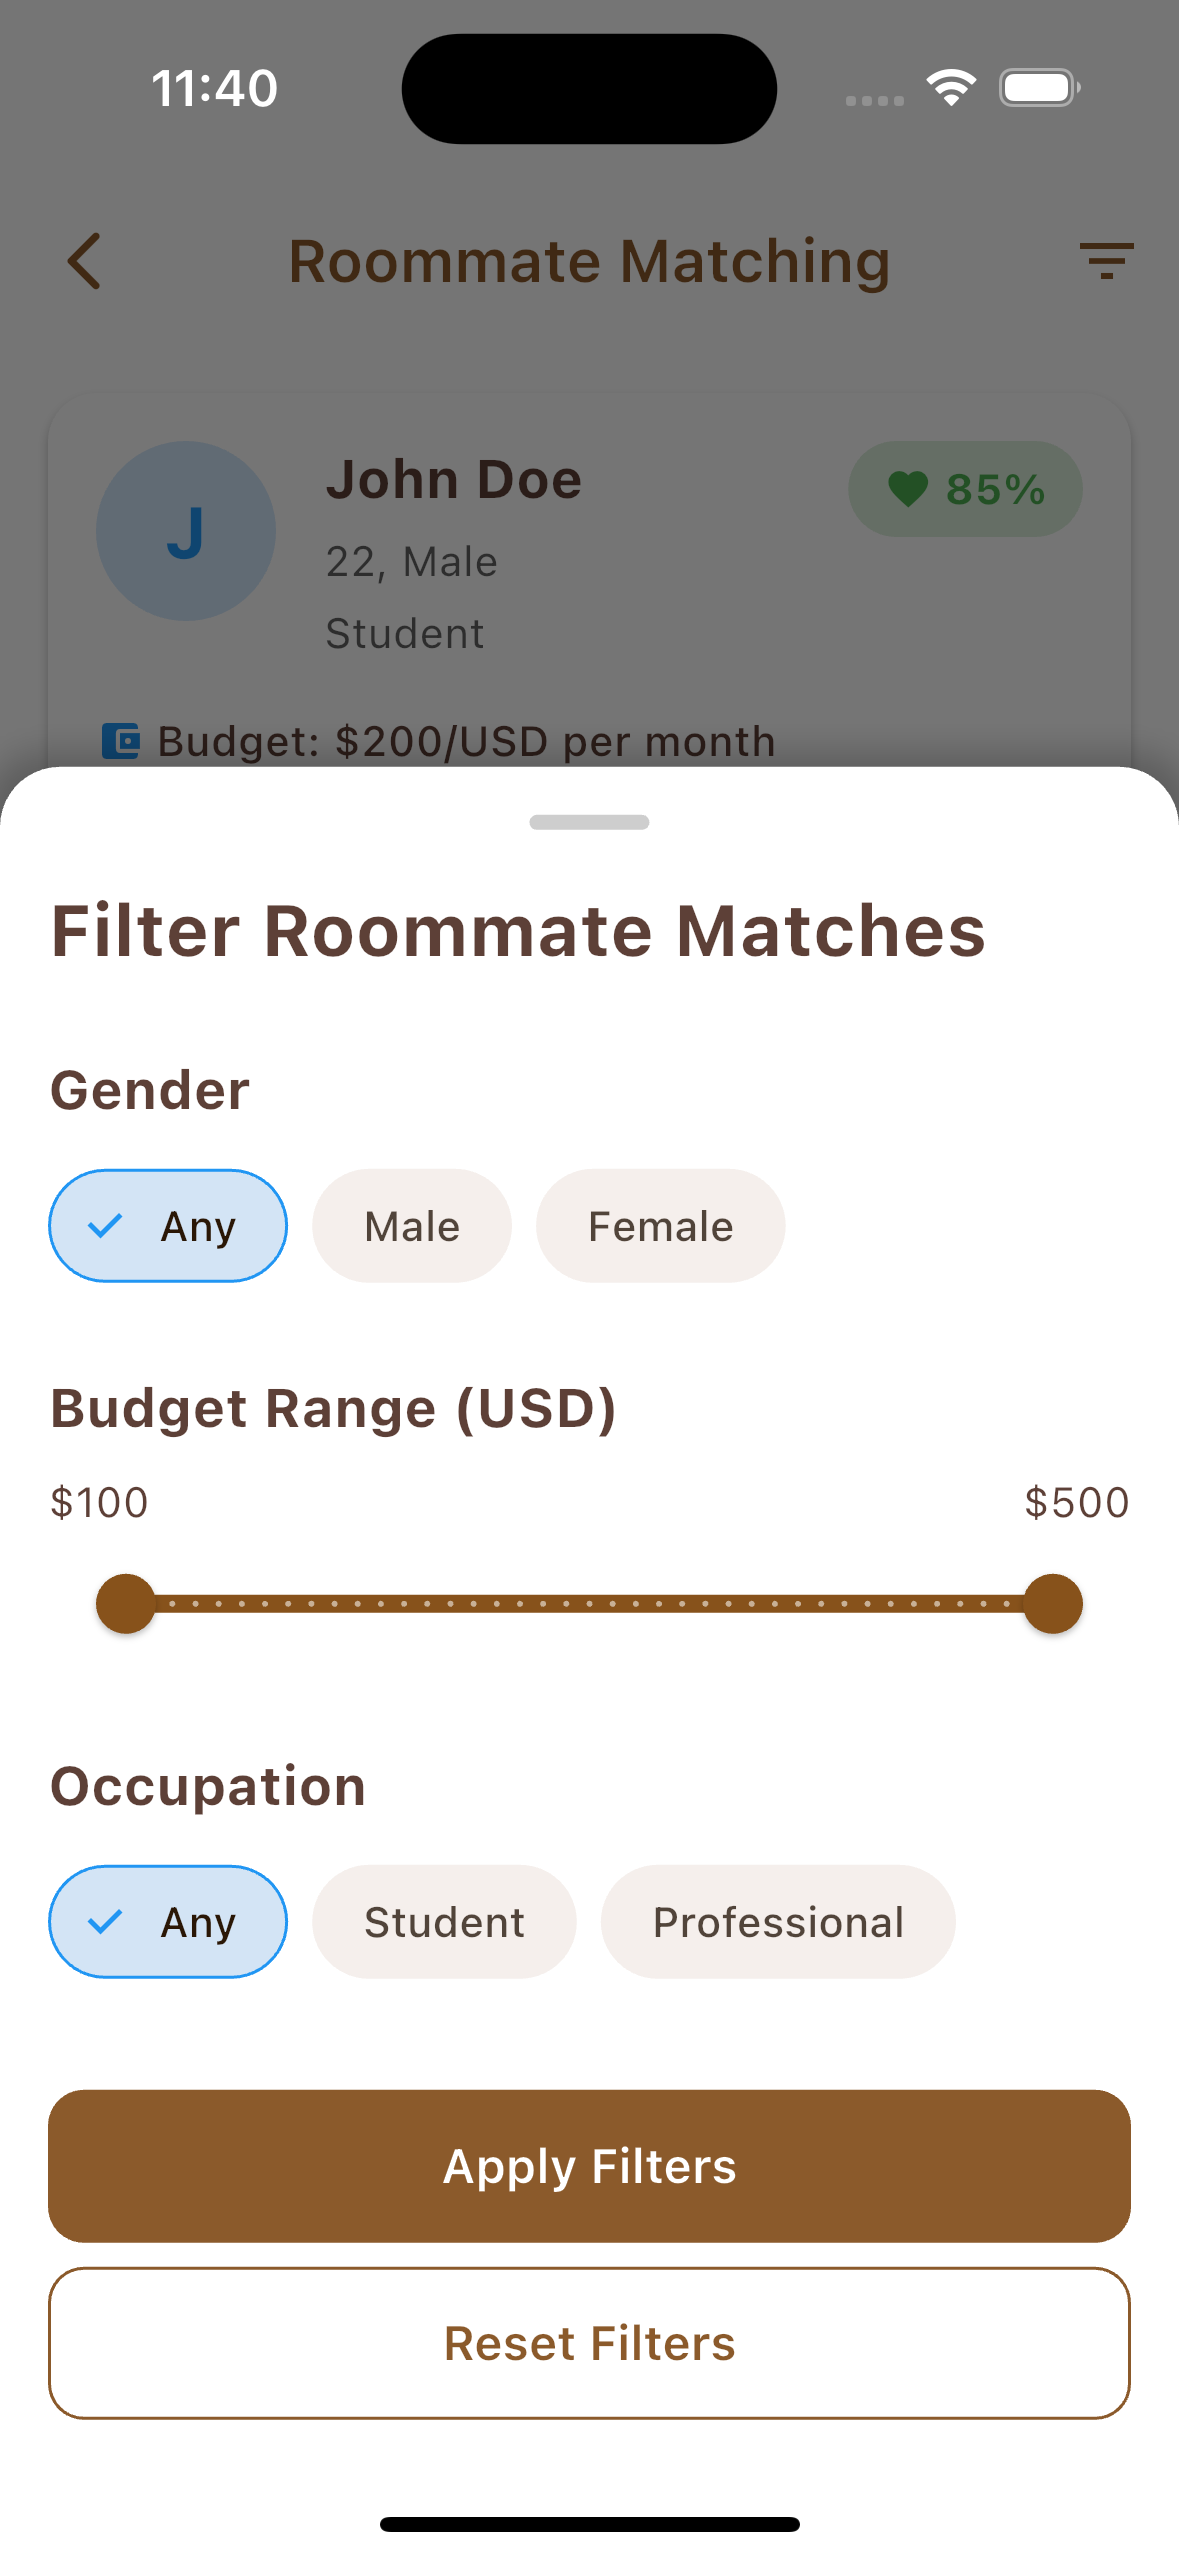 11:40
Roommate Matching
J
John Doe
85%
22, Male
Student
Budget: $200/USD per month
Filter Roommate Matches
Gender
Any
Male
Female
Budget Range (USD)
$100
$500
Occupation
Any
Student
Professional
Apply Filters
Reset Filters